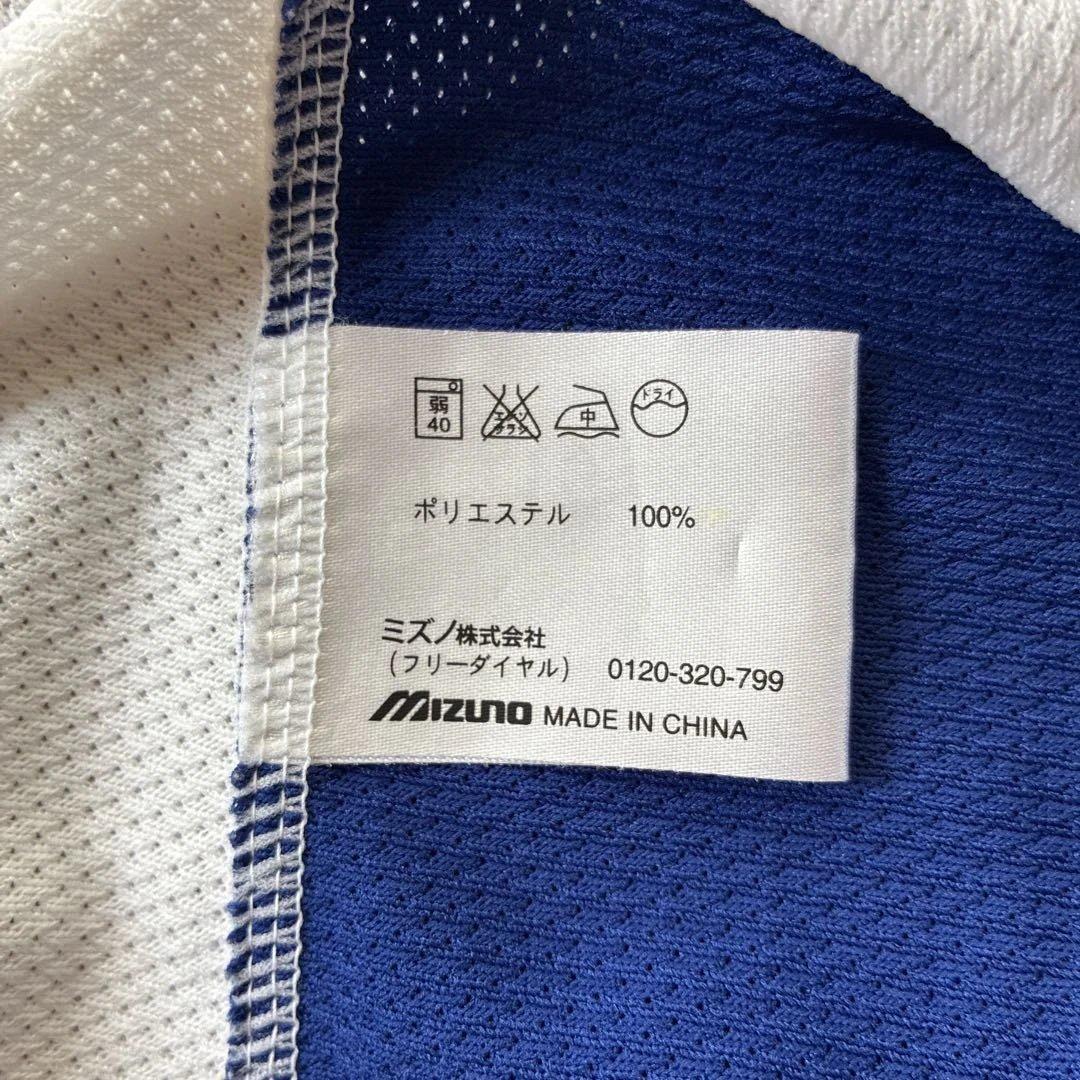 弱
40
エンソ
サラシ
中
ドライ
ポリエステル 100%
ミズノ株式会社
(フリーダイヤル) 0120-320-799
MIZUNO MADE IN CHINA